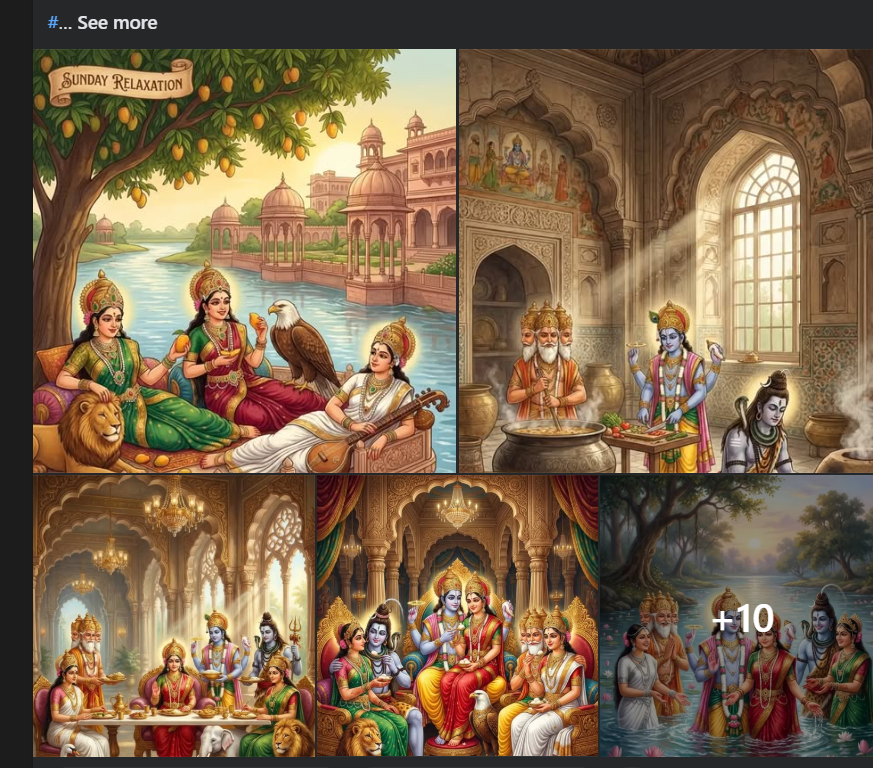 #... See more
SUNDAY RELAXATION
+10